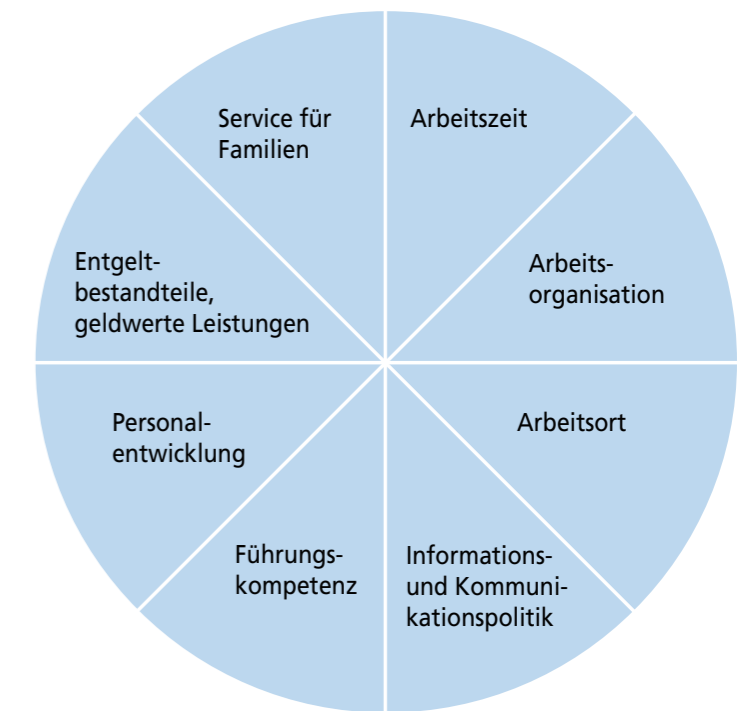 Service für
Familien
Arbeitszeit
Arbeits-
organisation
Arbeitsort
Informations-
und Kommuni-
kationspolitik
Führungs-
kompetenz
Personal-
entwicklung
Entgelt-
bestandteile,
geldwerte Leistungen